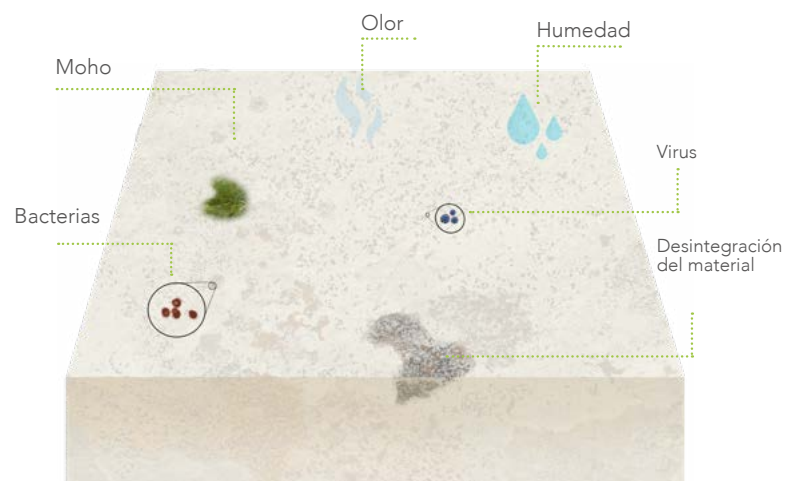 Olor
Humedad
Moho
Virus
Bacterias
Desintegración
del material